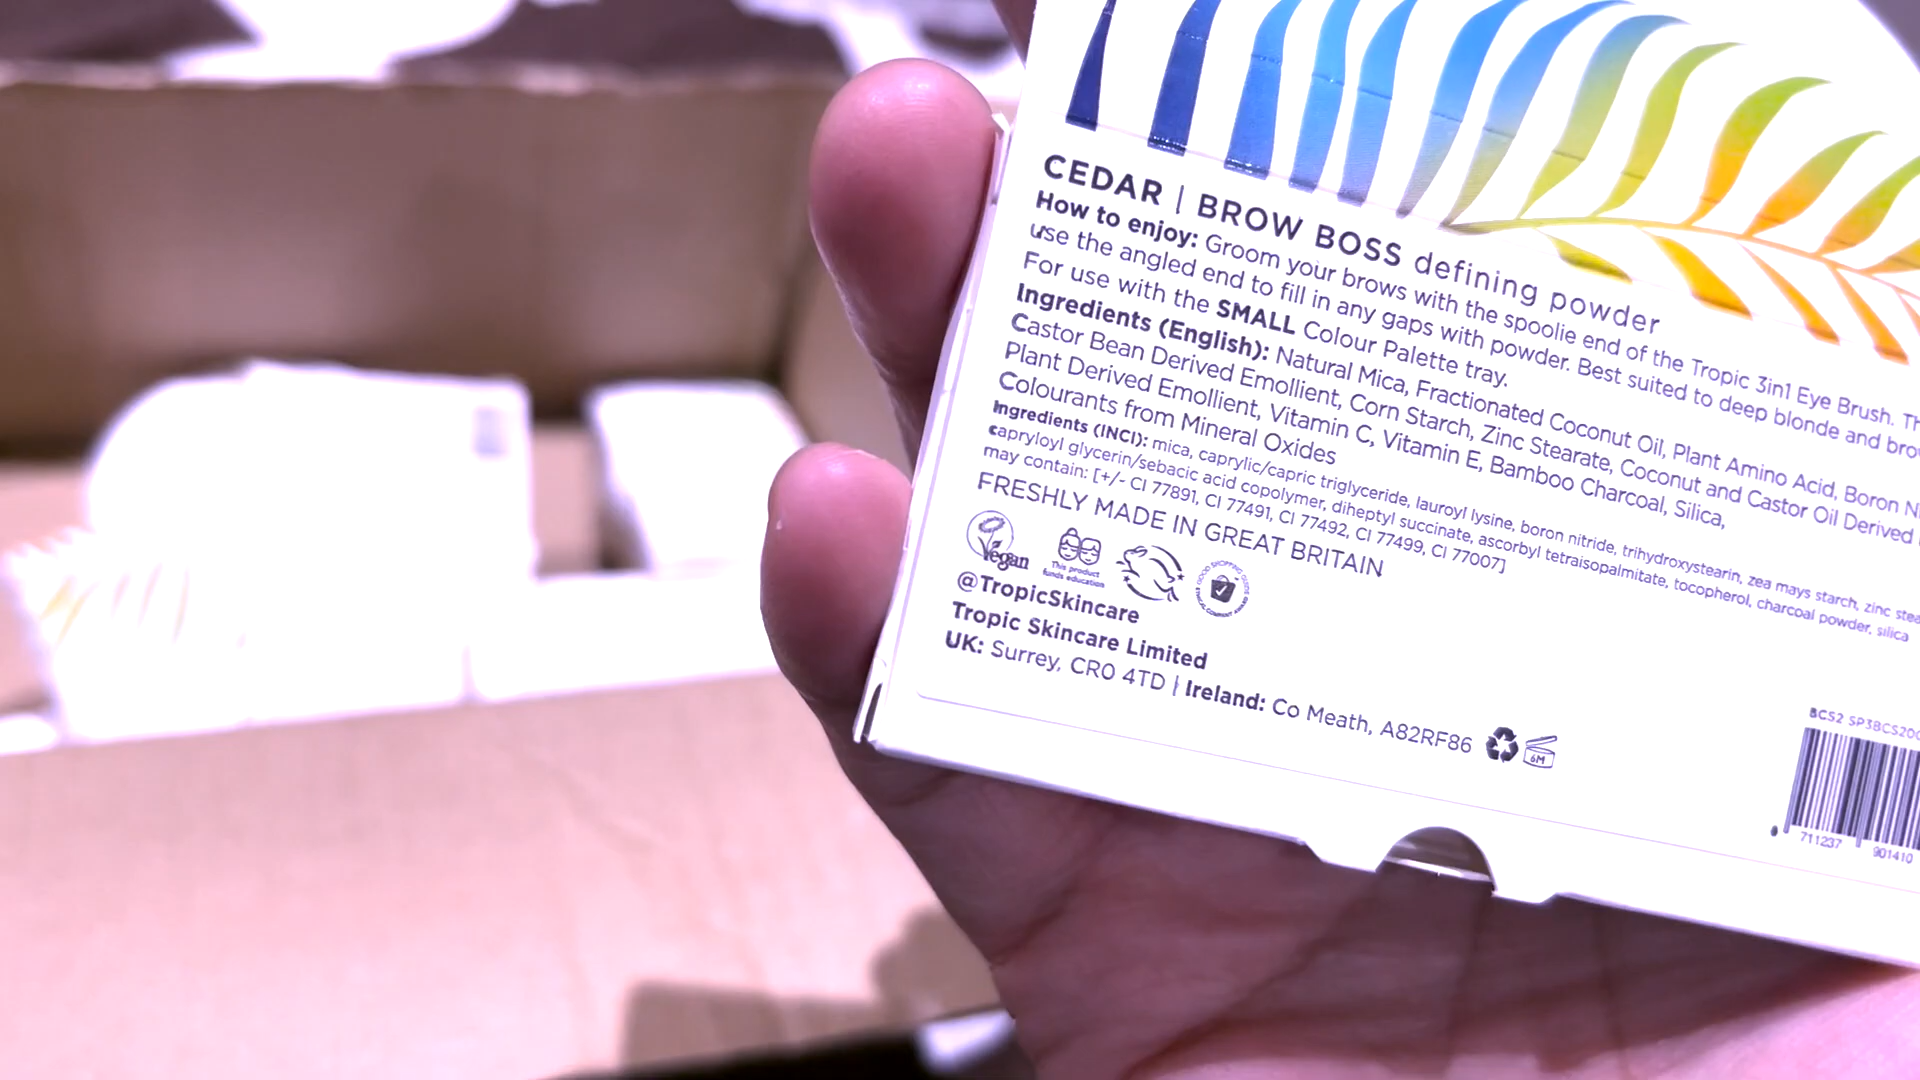 CEDAR | BROW BOSS defining powder
How to enjoy: Groom your brows with the spoolie end of the Tropic 3in1 Eye Brush.
use the angled end to fill in any gaps with powder. Best suited to deep blonde and
For use with the SMALL Colour Palette tray.
Ingredients (English): Natural Mica, Fractionated Coconut Oil, Plant Amino Acid, Boron
Castor Bean Derived Emollient, Corn Starch, Zinc Stearate, Coconut and Castor Oil Derived
Plant Derived Emollient, Vitamin C, Vitamin E, Bamboo Charcoal, Silica,
Colourants from Mineral Oxides
Ingredients (INCI): mica, caprylic/capric triglyceride, lauroyl lysine, boron nitride, trihydroxystearin, zea mays starch, zinc
capryloyl glycerin/sebacic acid copolymer, diheptyl succinate, ascorbyl tetraisopalmitate, tocopherol, charcoal powder, silica
may contain: [+/- CI 77891, CI 77491, CI 77492, CI 77499, CI 77007]
FRESHLY MADE IN GREAT BRITAIN
Vegan
This product
funds education
@TropicSkincare
Tropic Skincare Limited
UK: Surrey, CR0 4TD | Ireland: Co Meath, A82RF86
6M
BCS2
711237 901410